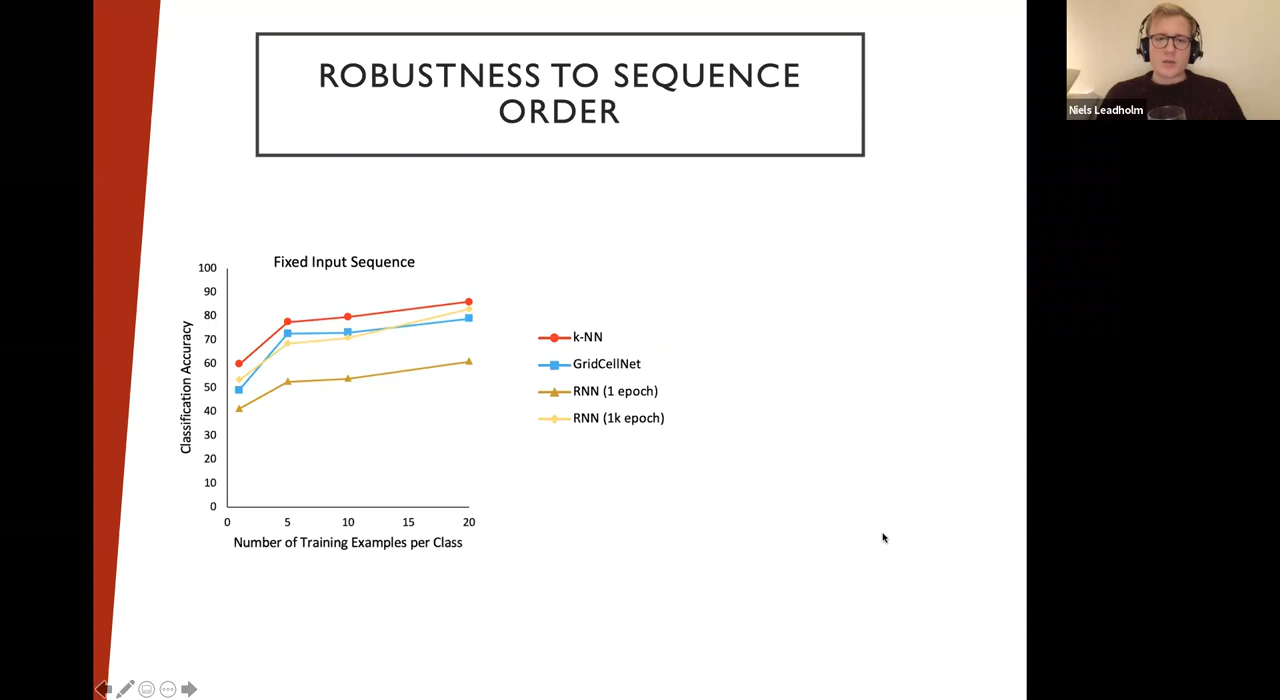 ROBUSTNESS TO SEQUENCE
ORDER
Niels Leadholm
Fixed Input Sequence
100
90
80
70
60
50
40
30
20
10
0
Classification Accuracy
0 5 10 15 20
Number of Training Examples per Class
k-NN
GridCellNet
RNN (1 epoch)
RNN (1k epoch)